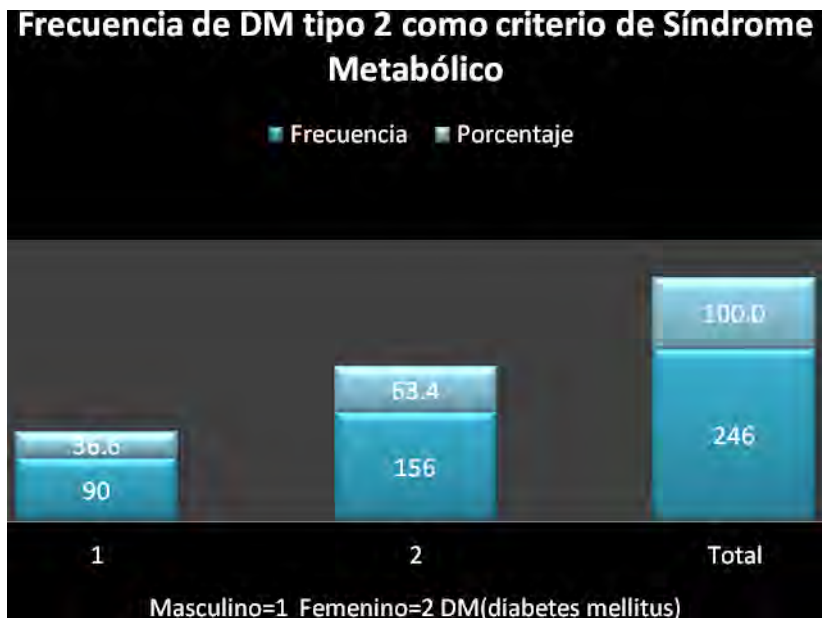 Frecuencia de DM tipo 2 como criterio de Síndrome
Metabólico
Frecuencia Porcentaje
100.0
63.4
36.6
246
156
90
1 2 Total
Masculino=1 Femenino=2 DM(diabetes mellitus)